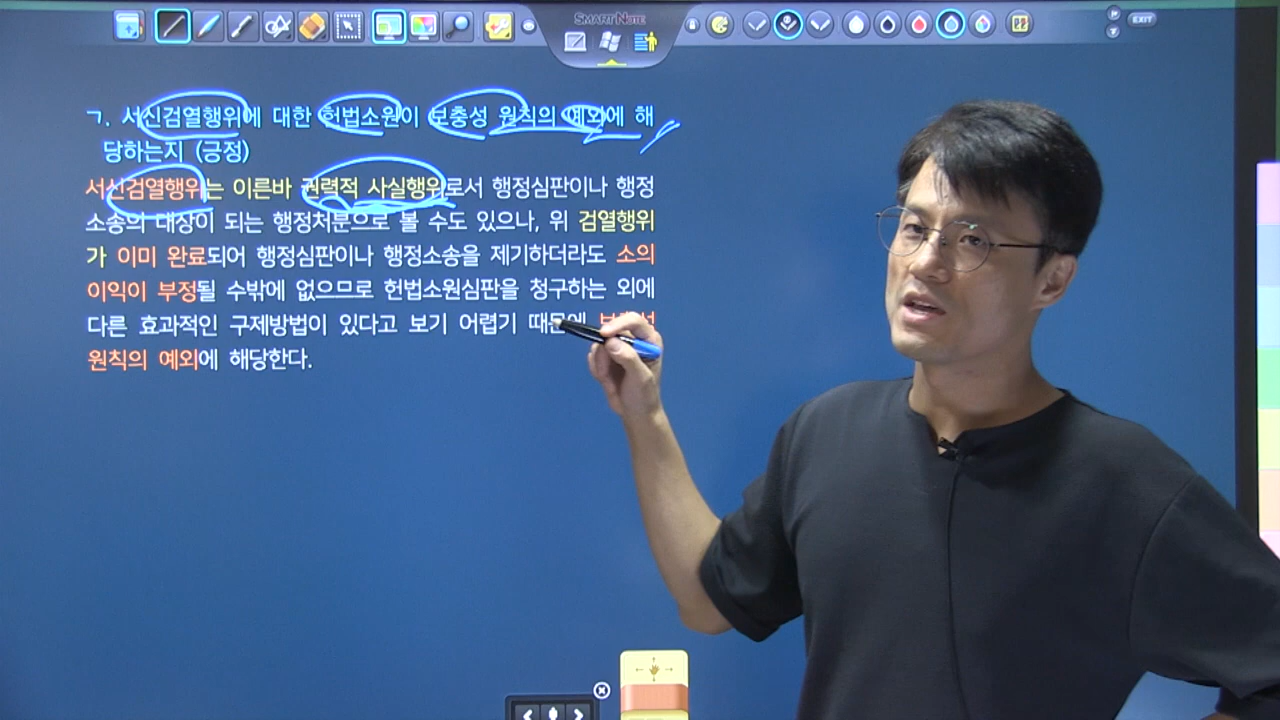 SMART NOTE
EXIT
ㄱ. 서신검열행위에 대한 헌법소원이 보충성 원칙의 예외에 해
당하는지 (긍정)
서신검열행위는 이른바 권력적 사실행위로서 행정심판이나 행정
소송의 대상이 되는 행정처분으로 볼 수도 있으나, 위 검열행위
가 이미 완료되어 행정심판이나 행정소송을 제기하더라도 소의
이익이 부정될 수밖에 없으므로 헌법소원심판을 청구하는 외에
다른 효과적인 구제방법이 있다고 보기 어렵기 때문에
원칙의 예외에 해당한다.